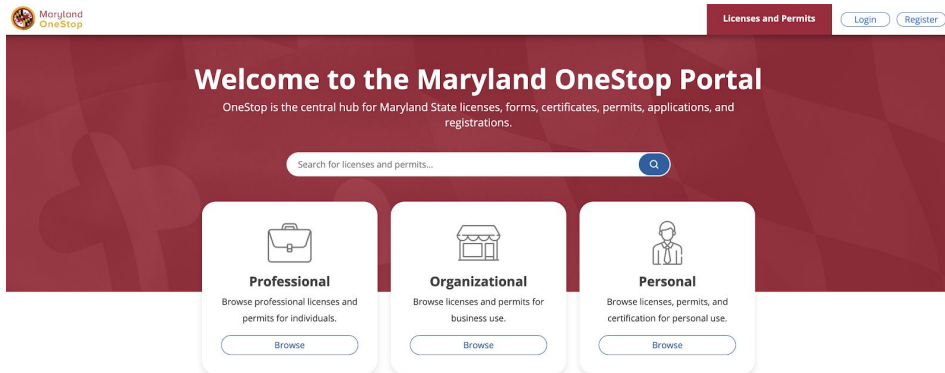 Maryland
OneStop
Licenses and Permits
Login
Register
Welcome to the Maryland OneStop Portal
OneStop is the central hub for Maryland State licenses, forms, certificates, permits, applications, and
registrations.
Search for licenses and permits...
Professional
Browse professional licenses and
permits for individuals.
Browse
Organizational
Browse licenses and permits for
business use.
Browse
Personal
Browse licenses, permits, and
certification for personal use.
Browse